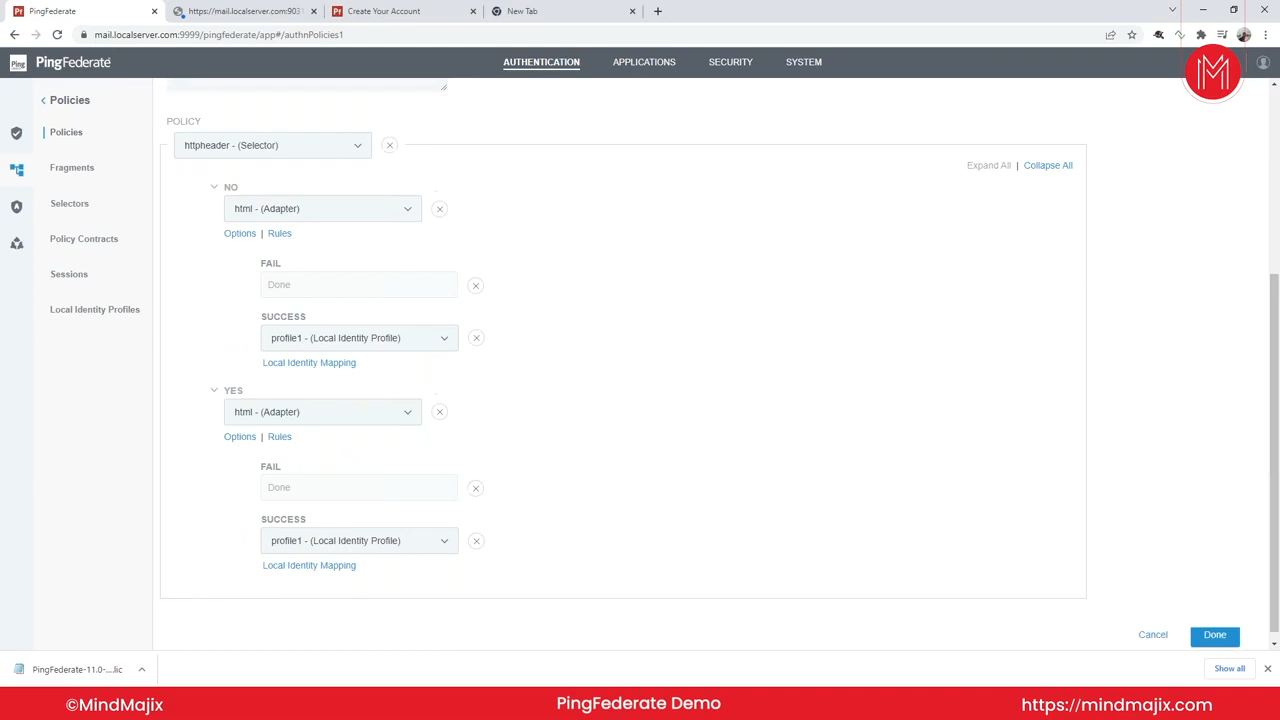 PingFederate
https://mail.localserver.com:9031
Create Your Account
New Tab
mail.localserver.com:9999/pingfederate/app#/authnPolicies1
Ping
PingFederate
AUTHENTICATION
APPLICATIONS
SECURITY
SYSTEM
M
Policies
Policies
Fragments
Selectors
Policy Contracts
Sessions
Local Identity Profiles
POLICY
httpheader - (Selector)
Expand All | Collapse All
NO
html - (Adapter)
Options | Rules
FAIL
Done
SUCCESS
profile1 - (Local Identity Profile)
Local Identity Mapping
YES
html - (Adapter)
Options | Rules
FAIL
Done
SUCCESS
profile1 - (Local Identity Profile)
Local Identity Mapping
Cancel
Done
PingFederate-11.0-....lic
Show all
©MindMajix
PingFederate Demo
https://mindmajix.com